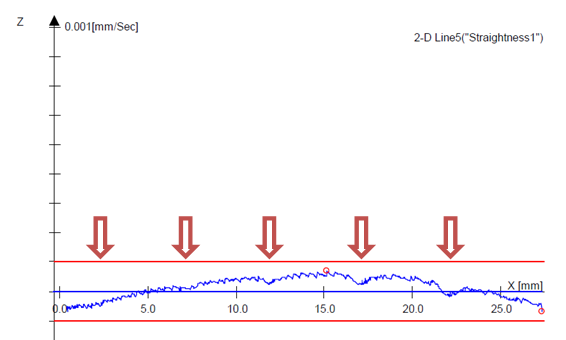 Z
0.001[mm/Sec]
2-D Line5("Straightness1")
X [mm]
0.0 5.0 10.0 15.0 20.0 25.0